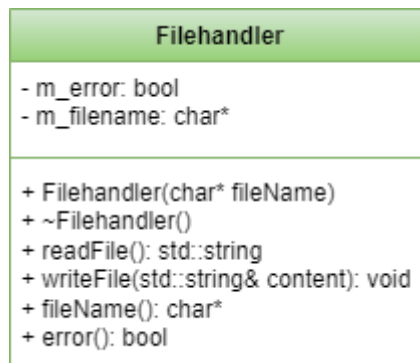 Filehandler
- m_error: bool
- m_filename: char*
+ Filehandler(char* fileName)
+ ~Filehandler()
+ readFile(): std::string
+ writeFile(std::string& content): void
+ fileName(): char*
+ error(): bool